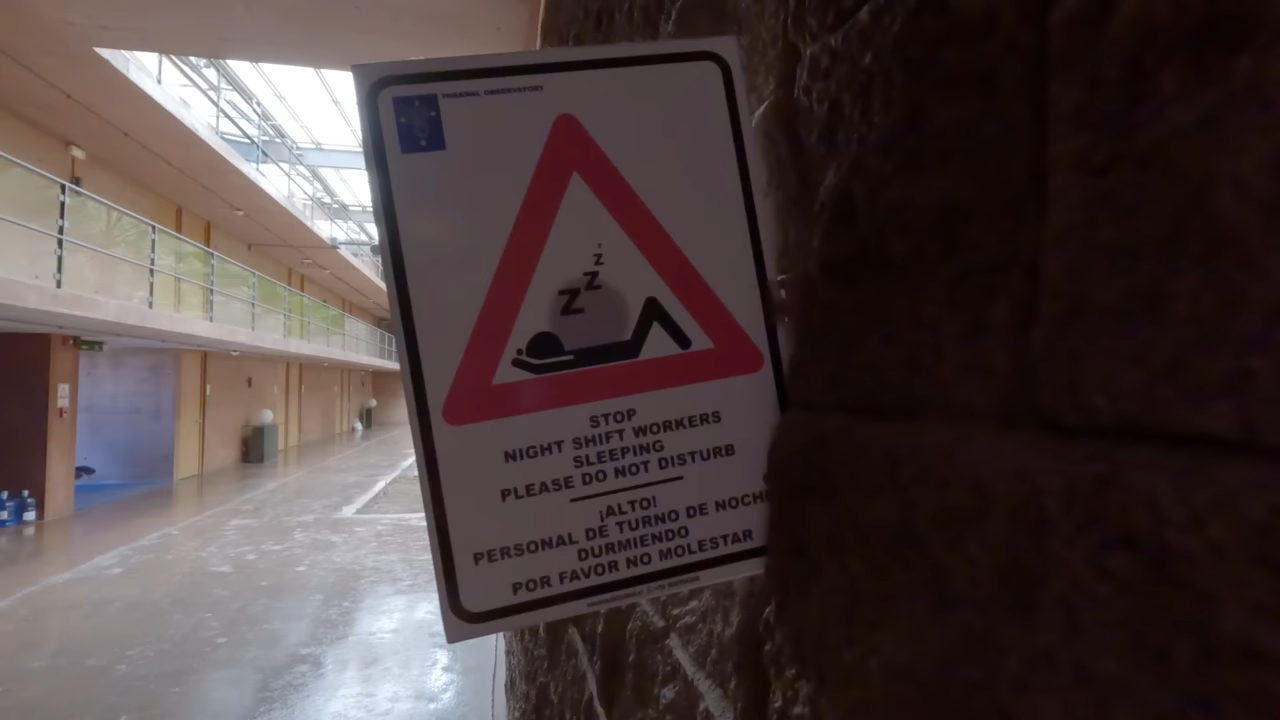 PARANAL OBSERVATORY
z
z
z
STOP
NIGHT SHIFT WORKERS
SLEEPING
PLEASE DO NOT DISTURB
¡ALTO!
PERSONAL DE TURNO DE NOCH
DURMIENDO
POR FAVOR NO MOLESTAR